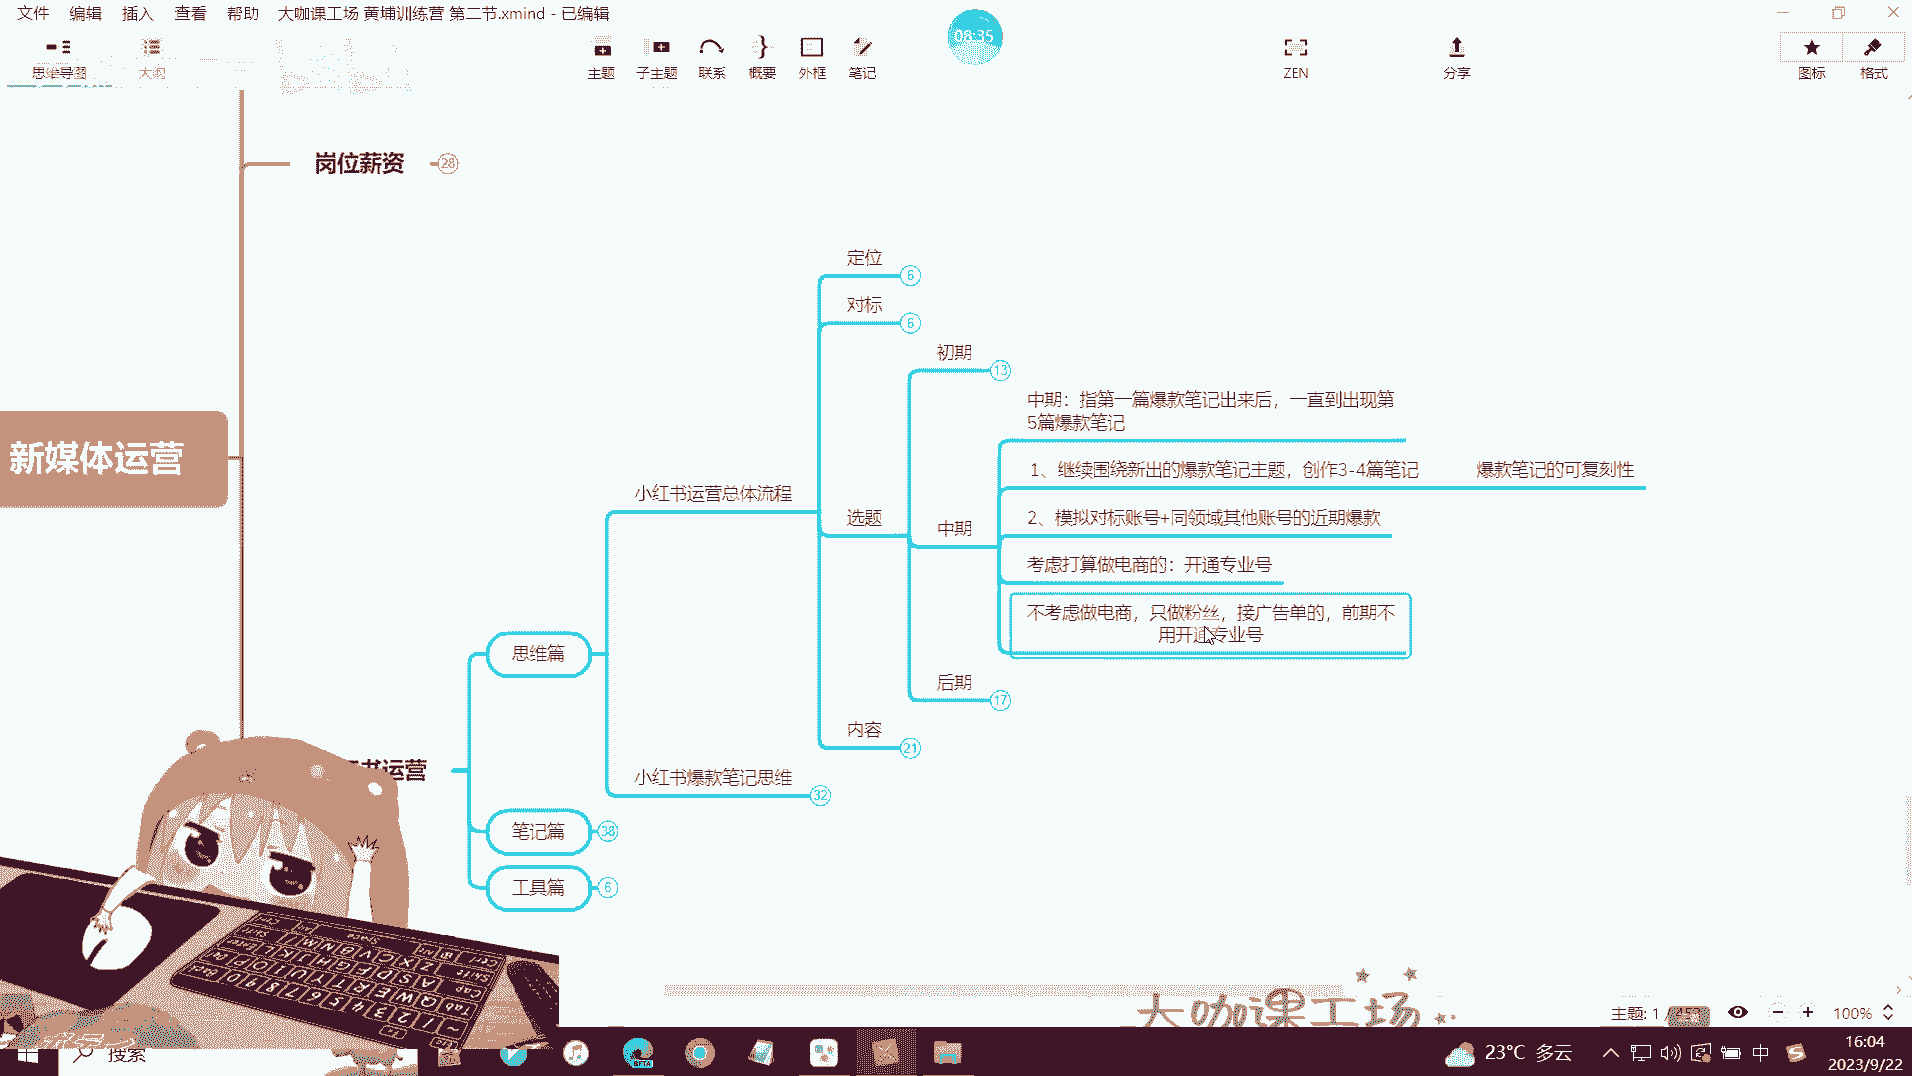 文件 编辑 插入 查看 帮助 大咖课工场 黄埔训练营 第二节.xmind - 已编辑
08:35
思维导图 大纲 主题 子主题 联系 概要 外框 笔记 ZEN 分享 图标 格式
岗位薪资 28
定位 6
对标 6
初期 13
中期：指第一篇爆款笔记出来后，一直到出现第
5篇爆款笔记
新媒体运营
1、继续围绕新出的爆款笔记主题，创作3-4篇笔记 爆款笔记的可复刻性
小红书运营总体流程
选题
2、模拟对标账号+同领域其他账号的近期爆款
中期
考虑打算做电商的：开通专业号
不考虑做电商，只做粉丝，接广告单的，前期不
用开通专业号
思维篇
后期 17
内容 21
书运营
小红书爆款笔记思维 32
笔记篇 38
工具篇 6
大咖课工场
主题: 1 /
100%
搜索
BETA
23°C 多云
中
16:04
2023/9/22